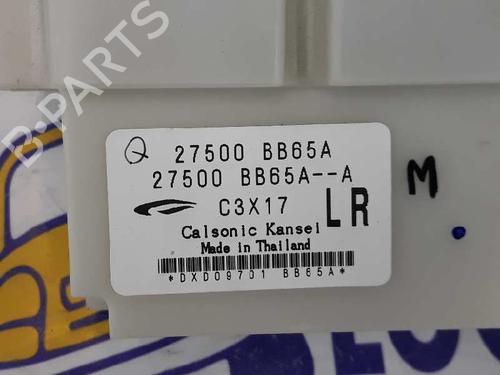 B-PARTS
Q 27500 BB65A
27500 BB65A--A
C3X17 LR
Calsonic Kansei
Made in Thailand
*DXD09701 BB65A*
M